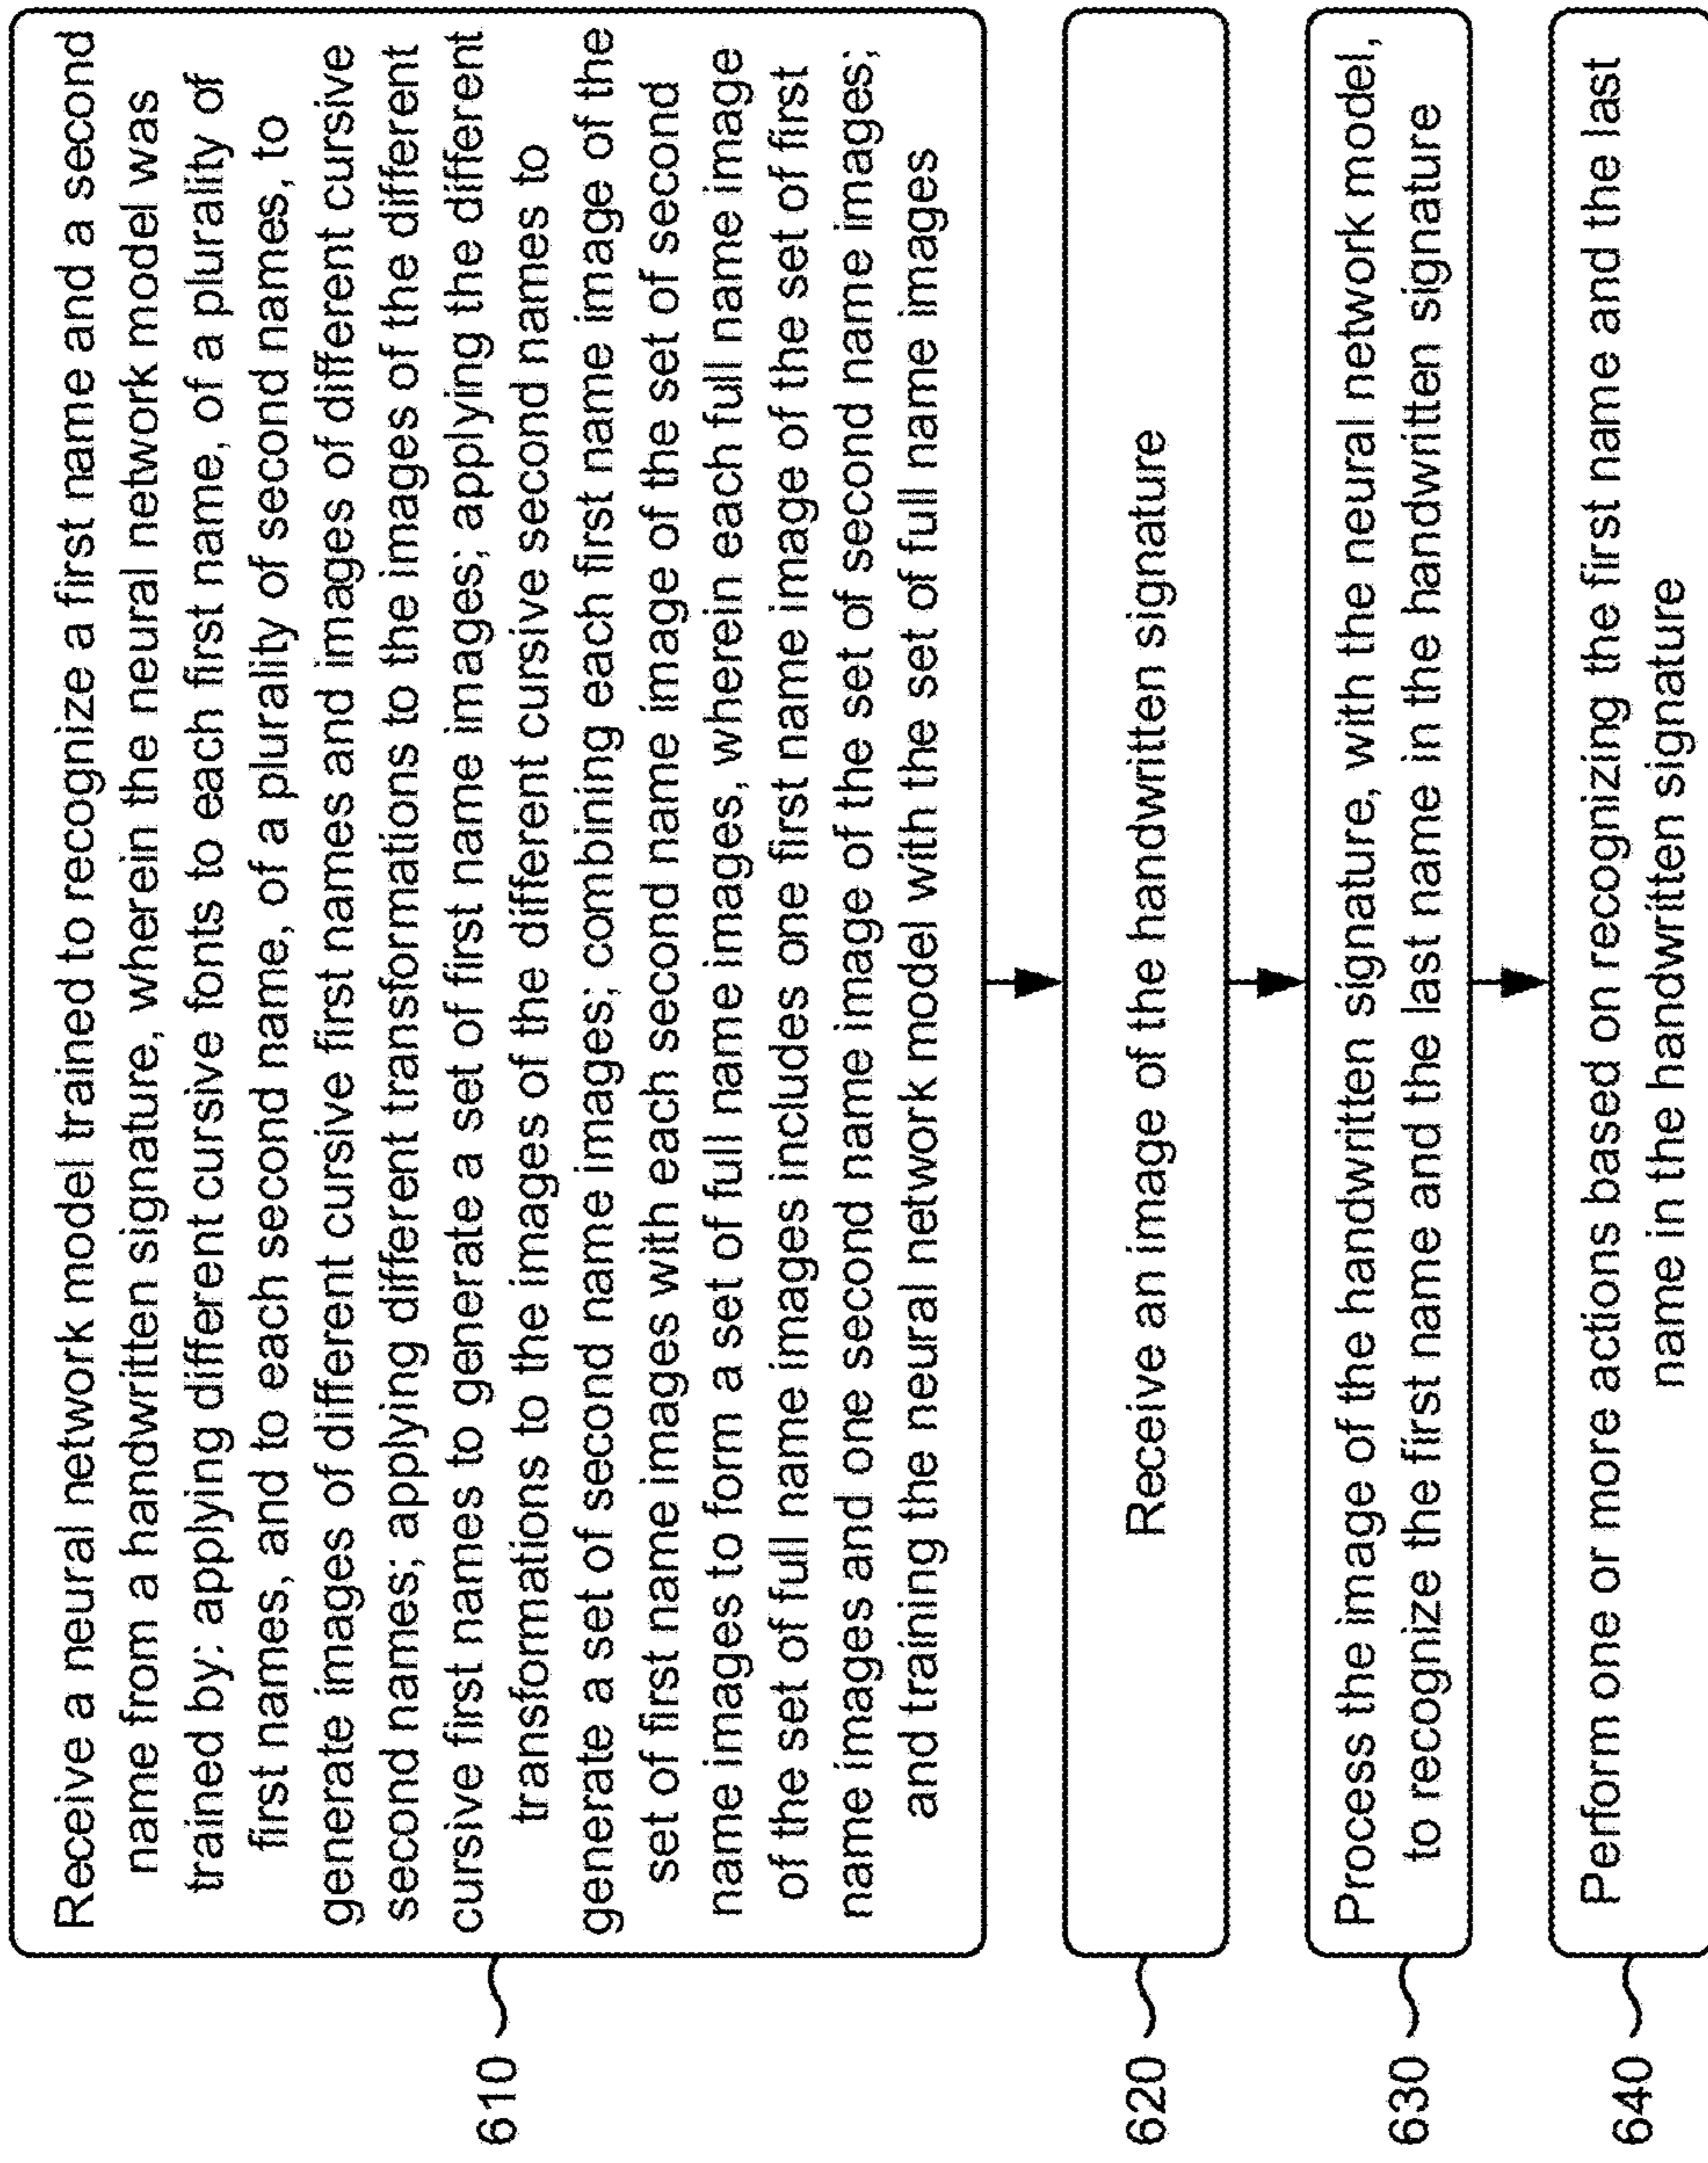 610
Receive a neural network model trained to recognize a first name and a second
name from a handwritten signature, wherein the neural network model was
trained by: applying different cursive fonts to each first name, of a plurality of
first names, and to each second name, of a plurality of second names, to
generate images of different cursive first names and images of different cursive
second names; applying different transformations to the images of the different
cursive first names to generate a set of first name images; applying the different
transformations to the images of the different cursive second names to
generate a set of second name images; combining each first name image of the
set of first name images with each second name image of the set of second
name images to form a set of full name images, wherein each full name image
of the set of full name images includes one first name image of the set of first
name images and one second name image of the set of second name images;
and training the neural network model with the set of full name images
620
Receive an image of the handwritten signature
630
Process the image of the handwritten signature, with the neural network model,
to recognize the first name and the last name in the handwritten signature
640
Perform one or more actions based on recognizing the first name and the last
name in the handwritten signature